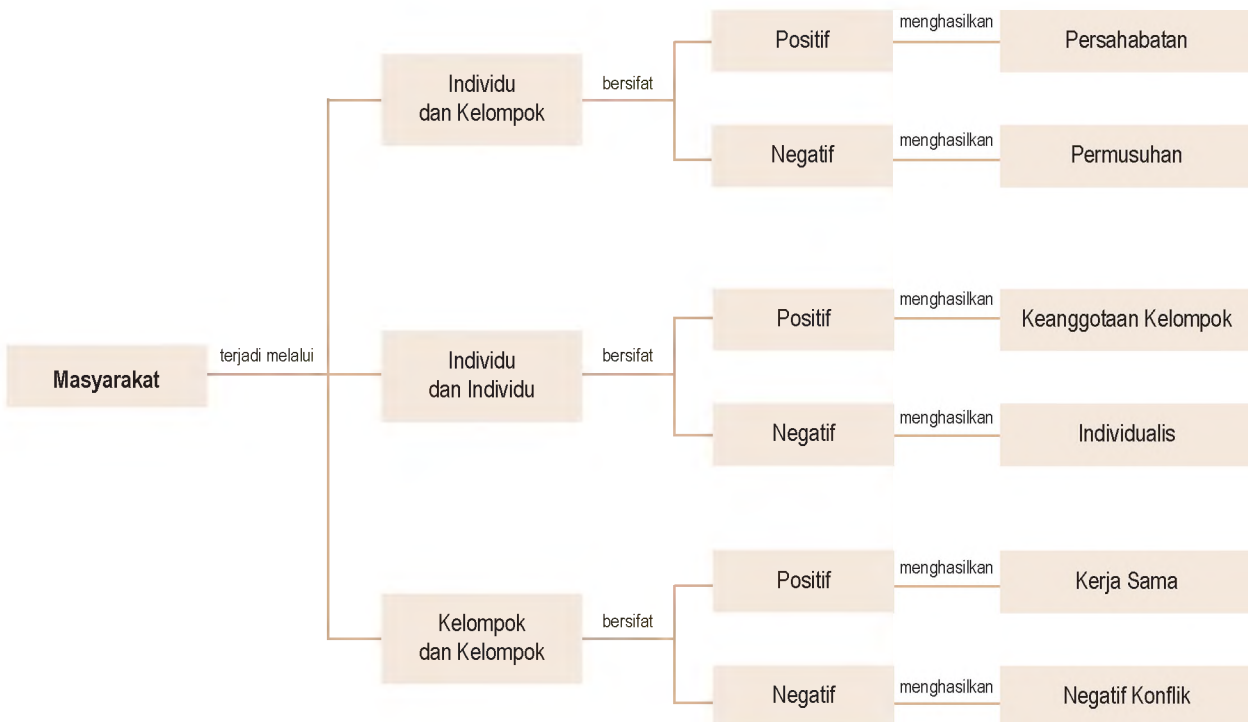 Masyarakat
terjadi melalui
Individu
dan Kelompok
bersifat
Positif
menghasilkan
Persahabatan
Negatif
menghasilkan
Permusuhan
Individu
dan Individu
bersifat
Positif
menghasilkan
Keanggotaan Kelompok
Negatif
menghasilkan
Individualis
Kelompok
dan Kelompok
bersifat
Positif
menghasilkan
Kerja Sama
Negatif
menghasilkan
Negatif Konflik